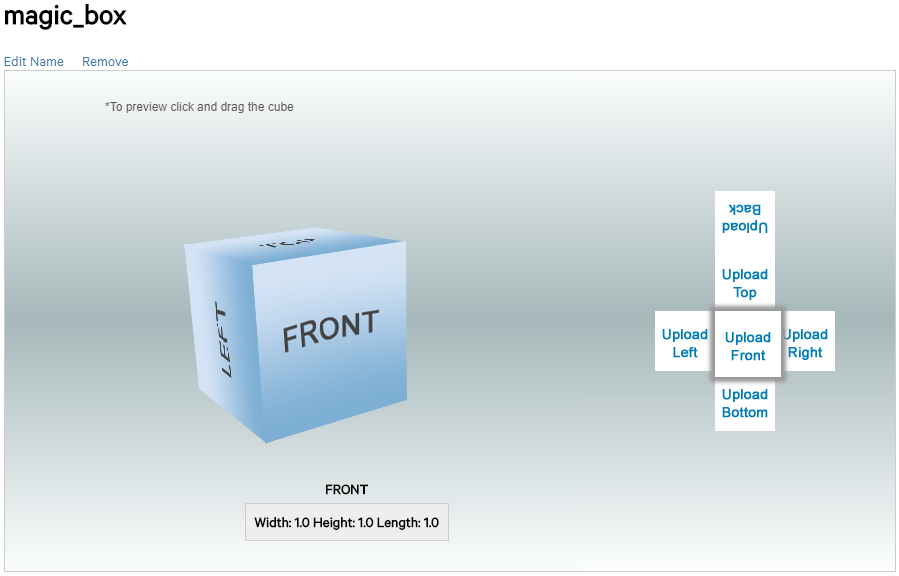 magic_box
Edit Name Remove
*To preview click and drag the cube
Upload
Back
Upload
Top
TOP
LEFT
FRONT
Upload
Left
Upload
Front
Upload
Right
Upload
Bottom
FRONT
Width: 1.0 Height: 1.0 Length: 1.0